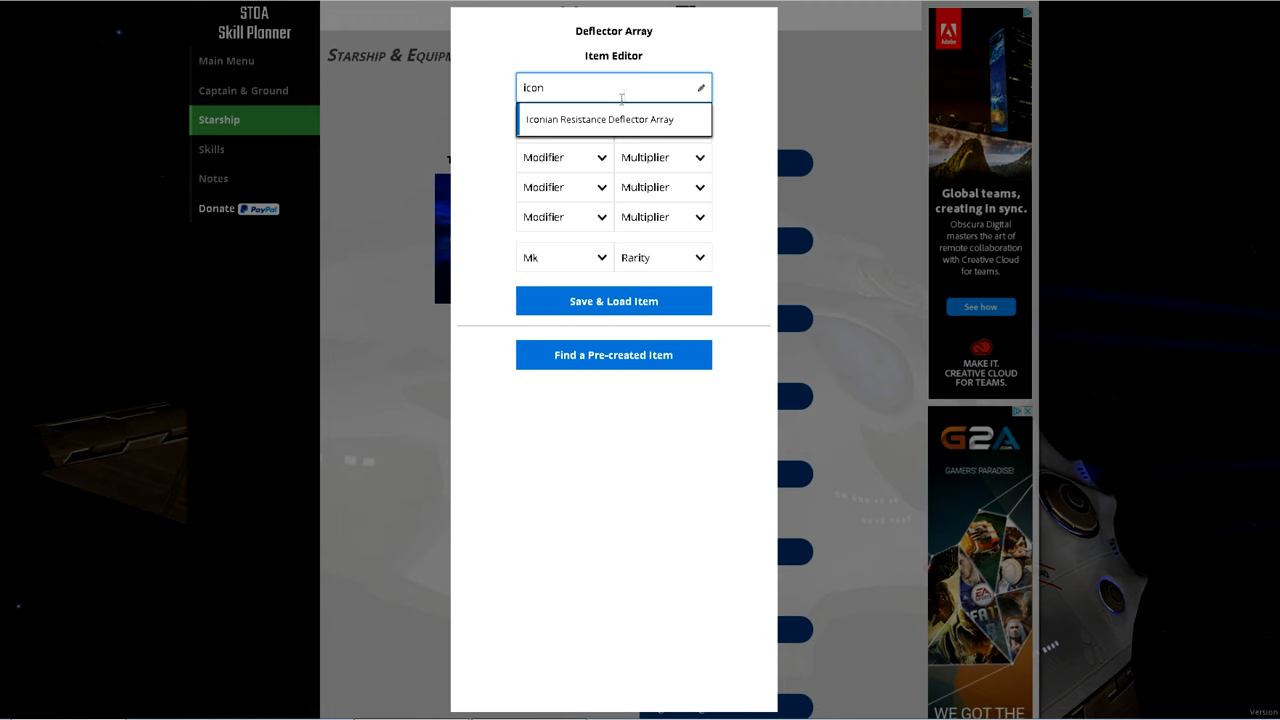 STOA
Skill Planner
Main Menu
Captain & Ground
Starship
Skills
Notes
Donate PayPal
STARSHIP & EQUIPM
Deflector Array
Item Editor
icon
Iconian Resistance Deflector Array
Modifier Multiplier
Modifier Multiplier
Modifier Multiplier
Mk Rarity
Save & Load Item
Find a Pre-created Item
Adobe
Global teams,
creating in sync.
Obscura Digital
masters the art of
remote collaboration
with Creative Cloud
for teams.
See how
MAKE IT.
CREATIVE CLOUD
FOR TEAMS.
G2A
GAMERS' PARADISE!
EA
WE GOT THE
Version